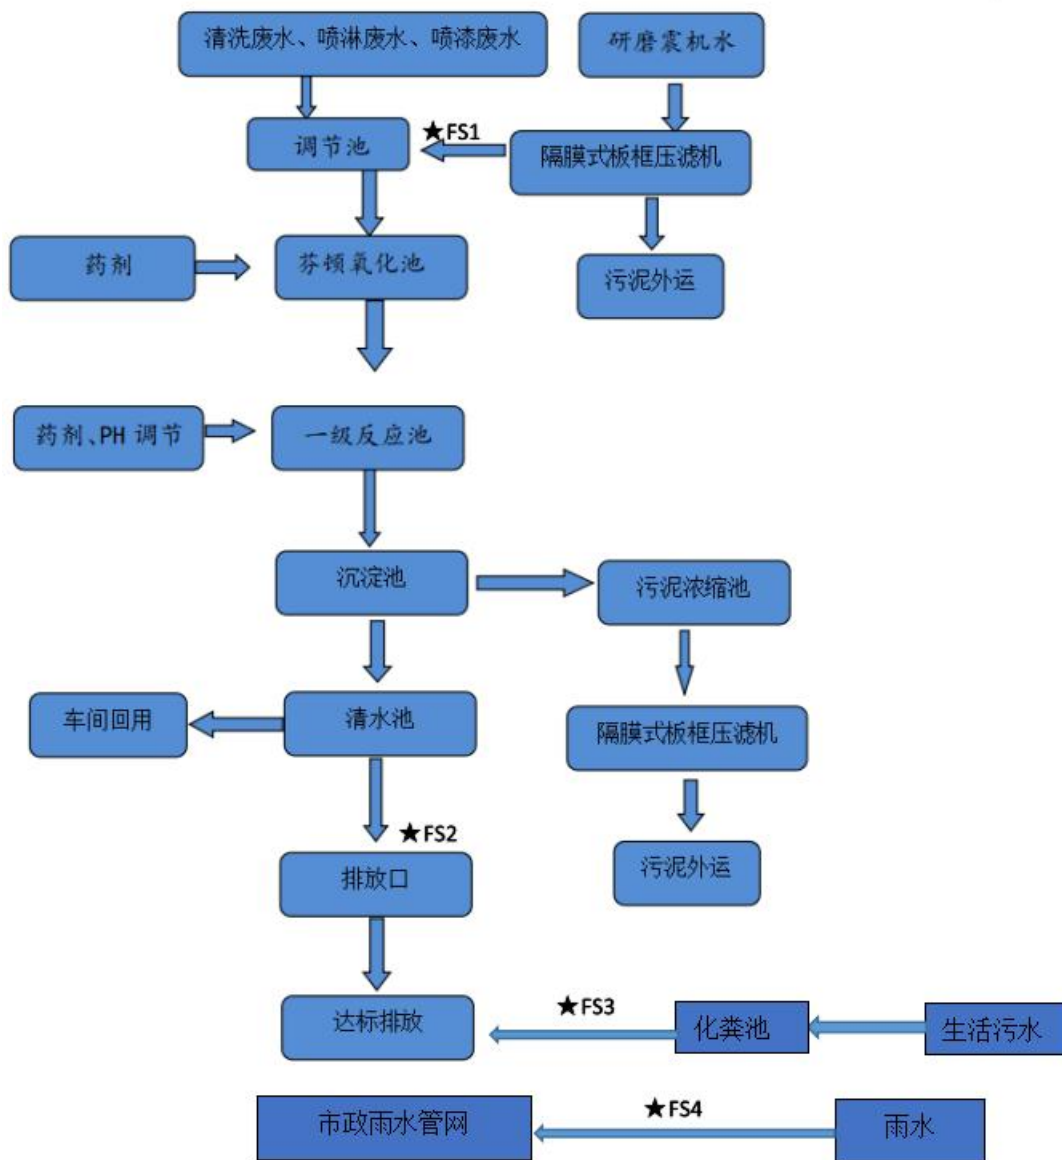 清洗废水、喷淋废水、喷漆废水
研磨震机水
★FS1
调节池
隔膜式板框压滤机
药剂
芬顿氧化池
污泥外运
药剂、PH 调节
一级反应池
沉淀池
污泥浓缩池
车间回用
清水池
隔膜式板框压滤机
★FS2
排放口
污泥外运
★FS3
达标排放
化粪池
生活污水
★FS4
市政雨水管网
雨水